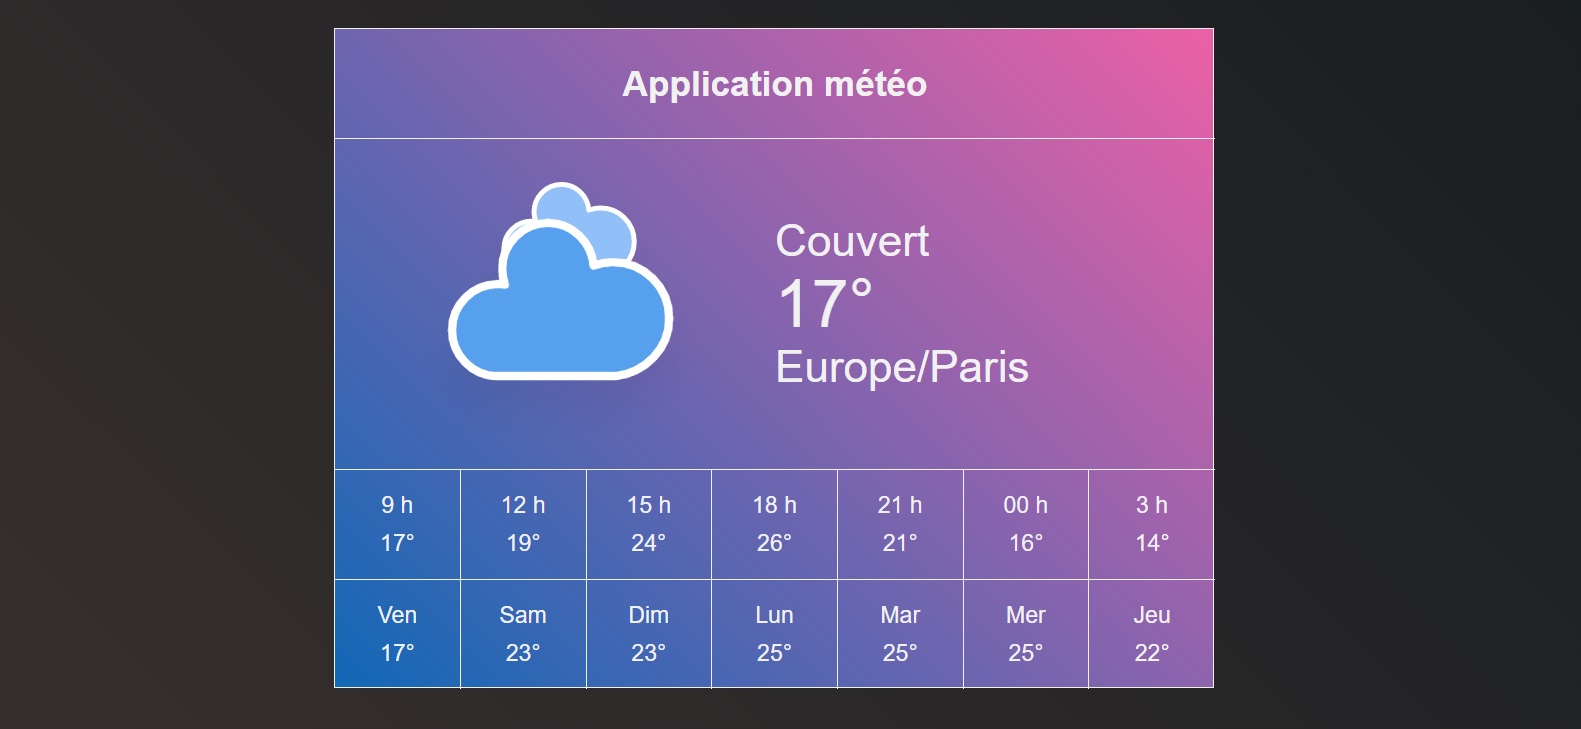 Application météo
Couvert
17°
Europe/Paris
9 h 12 h 15 h 18 h 21 h 00 h 3 h
17° 19° 24° 26° 21° 16° 14°
Ven Sam Dim Lun Mar Mer Jeu
17° 23° 23° 25° 25° 25° 22°